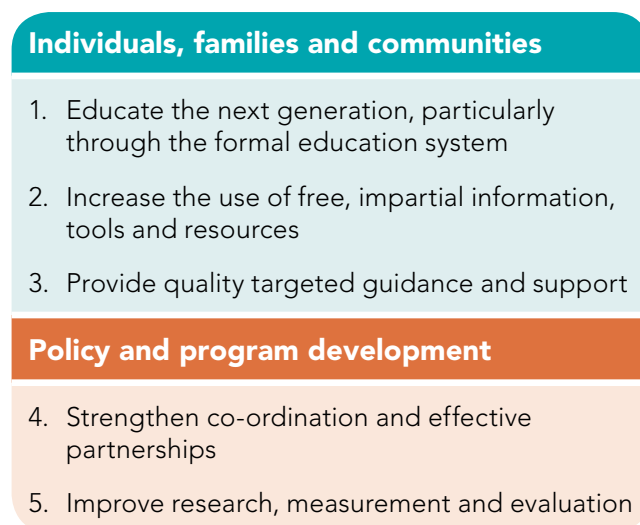 Individuals, families and communities
1. Educate the next generation, particularly
through the formal education system
2. Increase the use of free, impartial information,
tools and resources
3. Provide quality targeted guidance and support
Policy and program development
4. Strengthen co-ordination and effective
partnerships
5. Improve research, measurement and evaluation